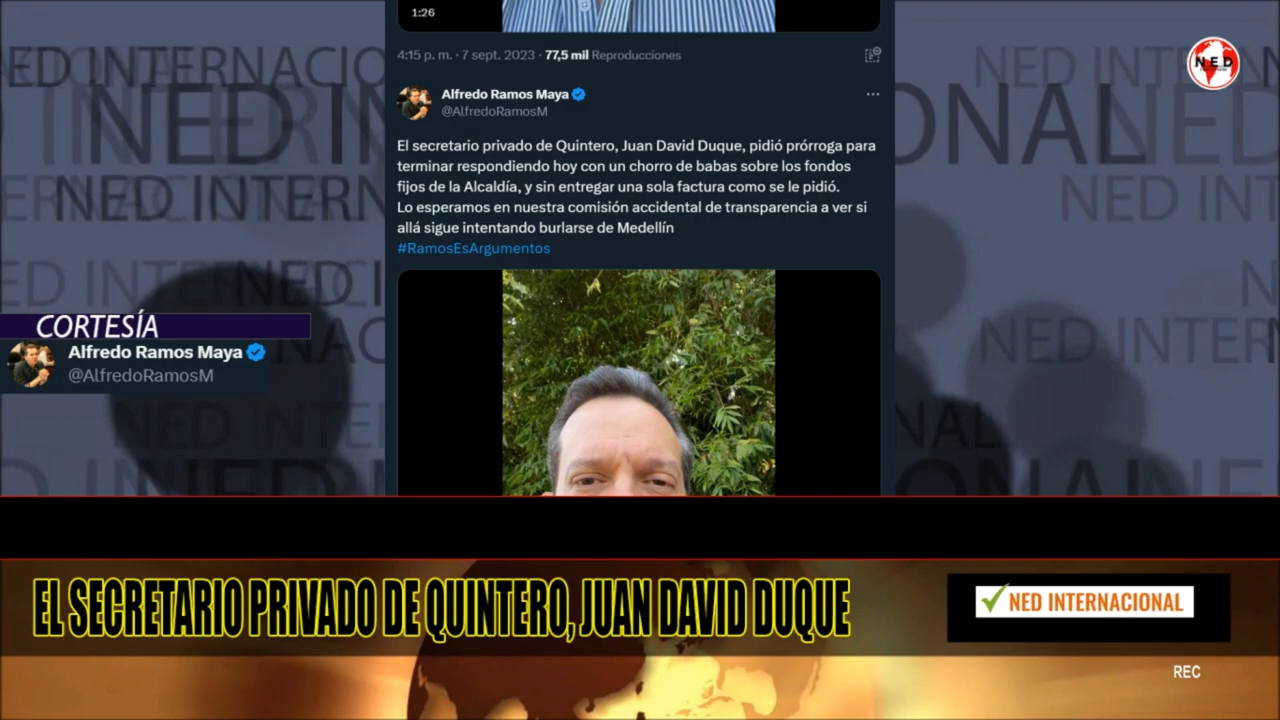 1:26
4:15 p. m. · 7 sept. 2023 · 77,5 mil Reproducciones
NED
Alfredo Ramos Maya
@AlfredoRamosM
El secretario privado de Quintero, Juan David Duque, pidió prórroga para
terminar respondiendo hoy con un chorro de babas sobre los fondos
fijos de la Alcaldía, y sin entregar una sola factura como se le pidió.
Lo esperamos en nuestra comisión accidental de transparencia a ver si
allá sigue intentando burlarse de Medellín
#RamosEsArgumentos
CORTESÍA
Alfredo Ramos Maya
@AlfredoRamosM
EL SECRETARIO PRIVADO DE QUINTERO, JUAN DAVID DUQUE
NED INTERNACIONAL
REC